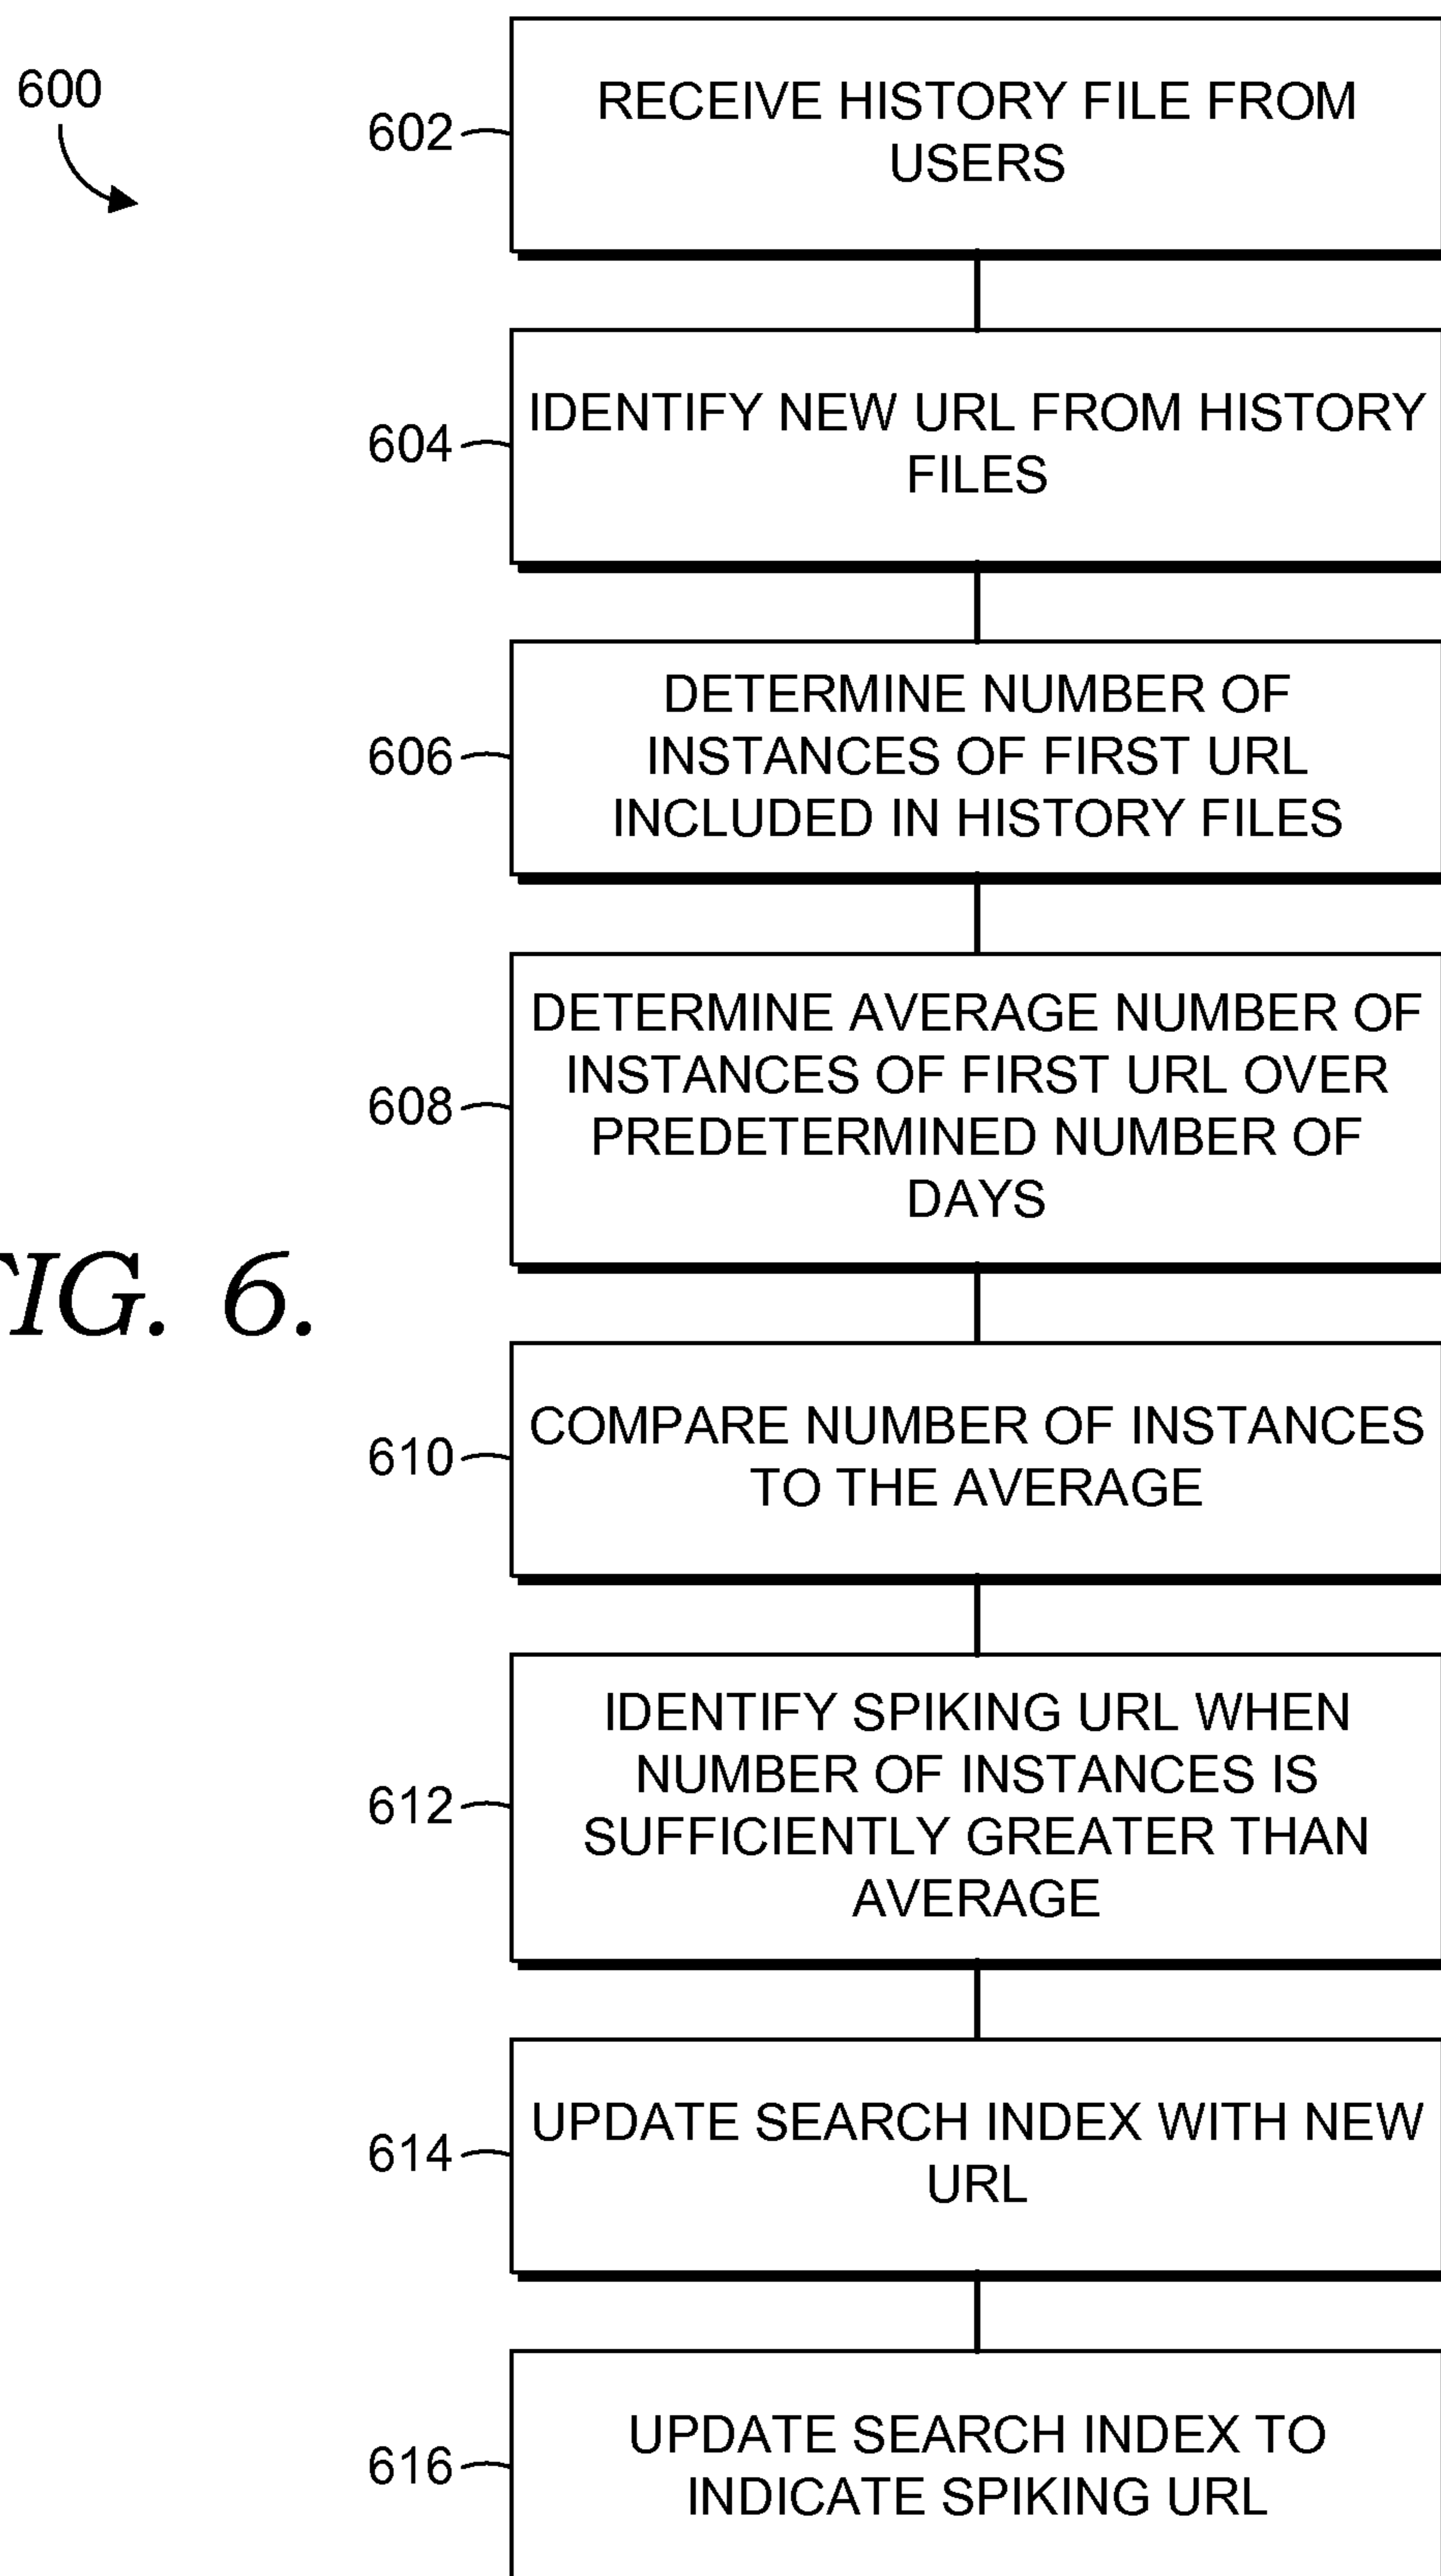 600
602
RECEIVE HISTORY FILE FROM
USERS
604
IDENTIFY NEW URL FROM HISTORY
FILES
606
DETERMINE NUMBER OF
INSTANCES OF FIRST URL
INCLUDED IN HISTORY FILES
608
DETERMINE AVERAGE NUMBER OF
INSTANCES OF FIRST URL OVER
PREDETERMINED NUMBER OF
DAYS
IG. 6.
610
COMPARE NUMBER OF INSTANCES
TO THE AVERAGE
612
IDENTIFY SPIKING URL WHEN
NUMBER OF INSTANCES IS
SUFFICIENTLY GREATER THAN
AVERAGE
614
UPDATE SEARCH INDEX WITH NEW
URL
616
UPDATE SEARCH INDEX TO
INDICATE SPIKING URL